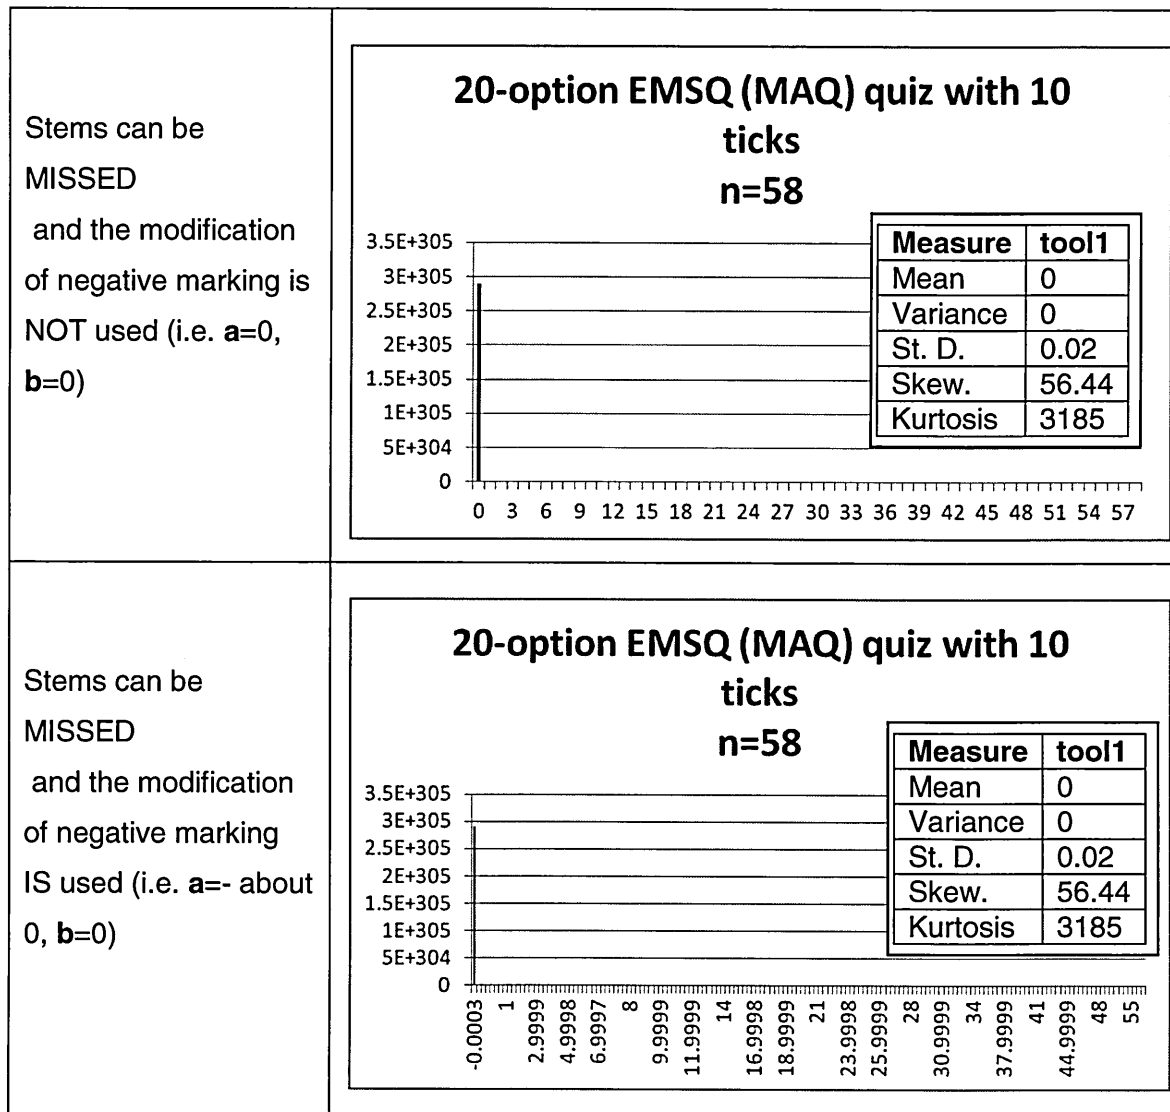 Stems can be
MISSED
and the modification
of negative marking is
NOT used (i.e. a=0,
b=0)
20-option EMSQ (MAQ) quiz with 10
ticks
n=58
3.5E+305
3E+305
2.5E+305
2E+305
1.5E+305
1E+305
5E+304
0
0 3 6 9 12 15 18 21 24 27 30 33 36 39 42 45 48 51 54 57
Measure tool1
Mean 0
Variance 0
St. D. 0.02
Skew. 56.44
Kurtosis 3185
Stems can be
MISSED
and the modification
of negative marking
IS used (i.e. a=- about
0, b=0)
20-option EMSQ (MAQ) quiz with 10
ticks
n=58
3.5E+305
3E+305
2.5E+305
2E+305
1.5E+305
1E+305
5E+304
0
-0.0003 1 2.9999 4.9998 6.9997 8 9.9999 11.9999 14 16.9998 18.9999 21 23.9998 25.9999 28 30.9999 34 37.9999 41 44.9999 48 55
Measure tool1
Mean 0
Variance 0
St. D. 0.02
Skew. 56.44
Kurtosis 3185